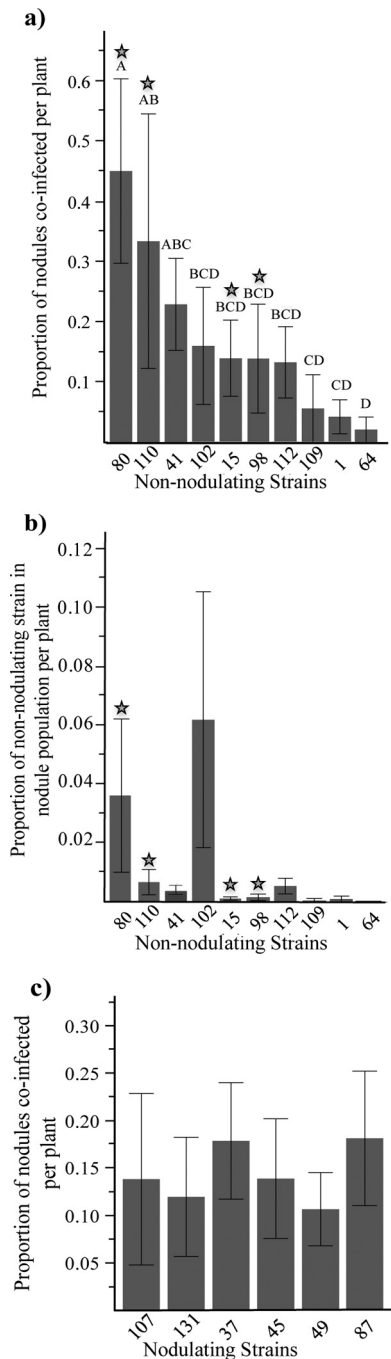 a)
Proportion of nodules co-infected per plant
0.6
0.5
0.4
0.3
0.2
0.1
A
AB
ABC
BCD
BCD
BCD
BCD
CD
CD
D
80 110 41 102 15 98 112 109 1 64
Non-nodulating Strains
b)
Proportion of non-nodulating strain in
nodule population per plant
0.12
0.10
0.08
0.06
0.04
0.02
80 110 41 102 15 98 112 109 1 64
Non-nodulating Strains
c)
Proportion of nodules co-infected
per plant
0.30
0.25
0.20
0.15
0.10
0.05
107 131 37 45 49 87
Nodulating Strains